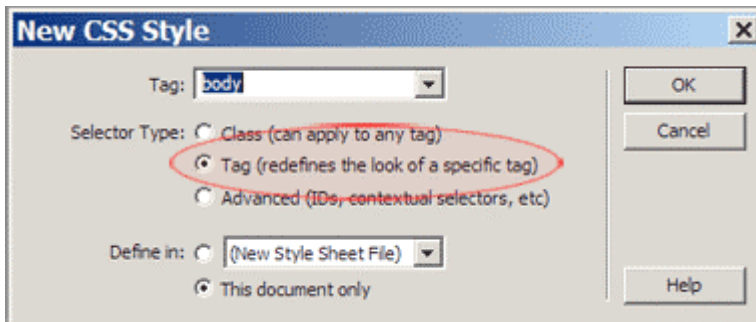 New CSS Style
Tag: body
OK
Selector Type: Class (can apply to any tag)
Cancel
Tag (redefines the look of a specific tag)
Advanced (IDs, contextual selectors, etc)
Define in: (New Style Sheet File)
This document only
Help